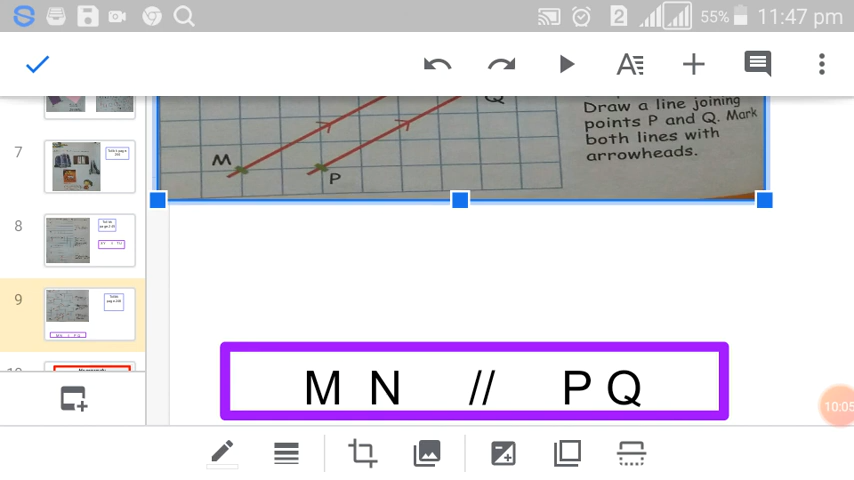 55% 11:47 pm
Q
Draw a line joining
points P and Q. Mark
both lines with
arrowheads.
M
P
7
8
9
M N // P Q
10:05